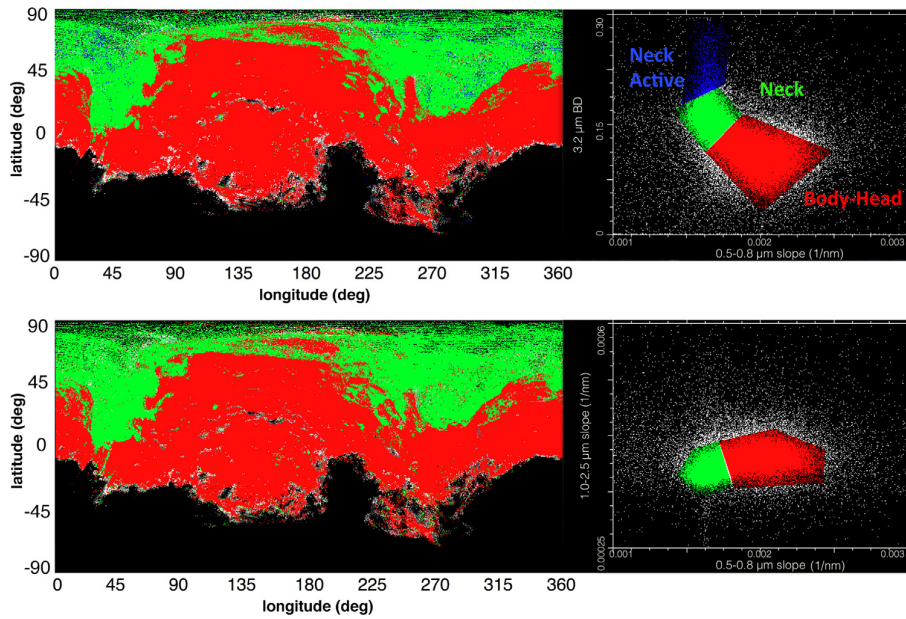 90
45
0
-45
-90
latitude (deg)
0 45 90 135 180 225 270 315 360
longitude (deg)
0.30
0.15
0
3.2 µm BD
Neck
Active
Neck
Body-Head
0.001 0.002 0.003
0.5-0.8 µm slope (1/nm)
90
45
0
-45
-90
latitude (deg)
0 45 90 135 180 225 270 315 360
longitude (deg)
0.0006
0.00025
1.0-2.5 µm slope (1/nm)
0.001 0.002 0.003
0.5-0.8 µm slope (1/nm)